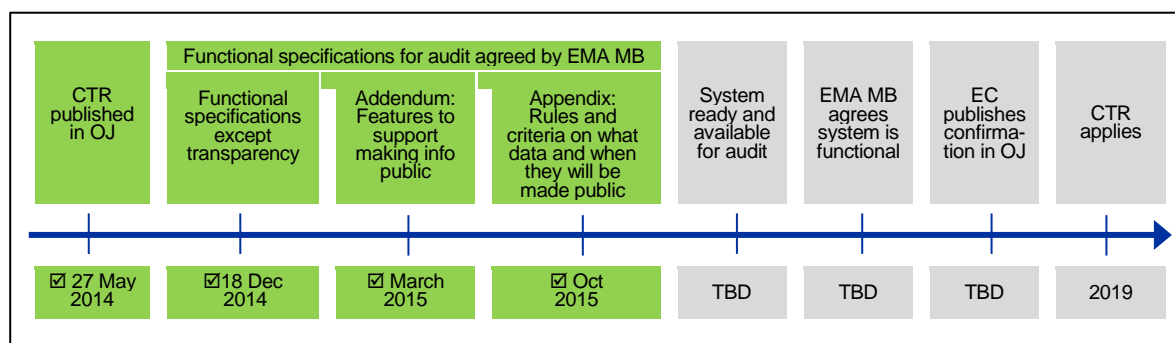 CTR
published
in OJ
Functional specifications for audit agreed by EMA MB
Functional
specifications
except
transparency
Addendum:
Features to
support
making info
public
Appendix:
Rules and
criteria on what
data and when
they will be
made public
System
ready and
available
for audit
EMA MB
agrees
system is
functional
EC
publishes
confirma-
tion in OJ
CTR
applies
☑ 27 May
2014
☑18 Dec
2014
☑ March
2015
☑ Oct
2015
TBD
TBD
TBD
2019